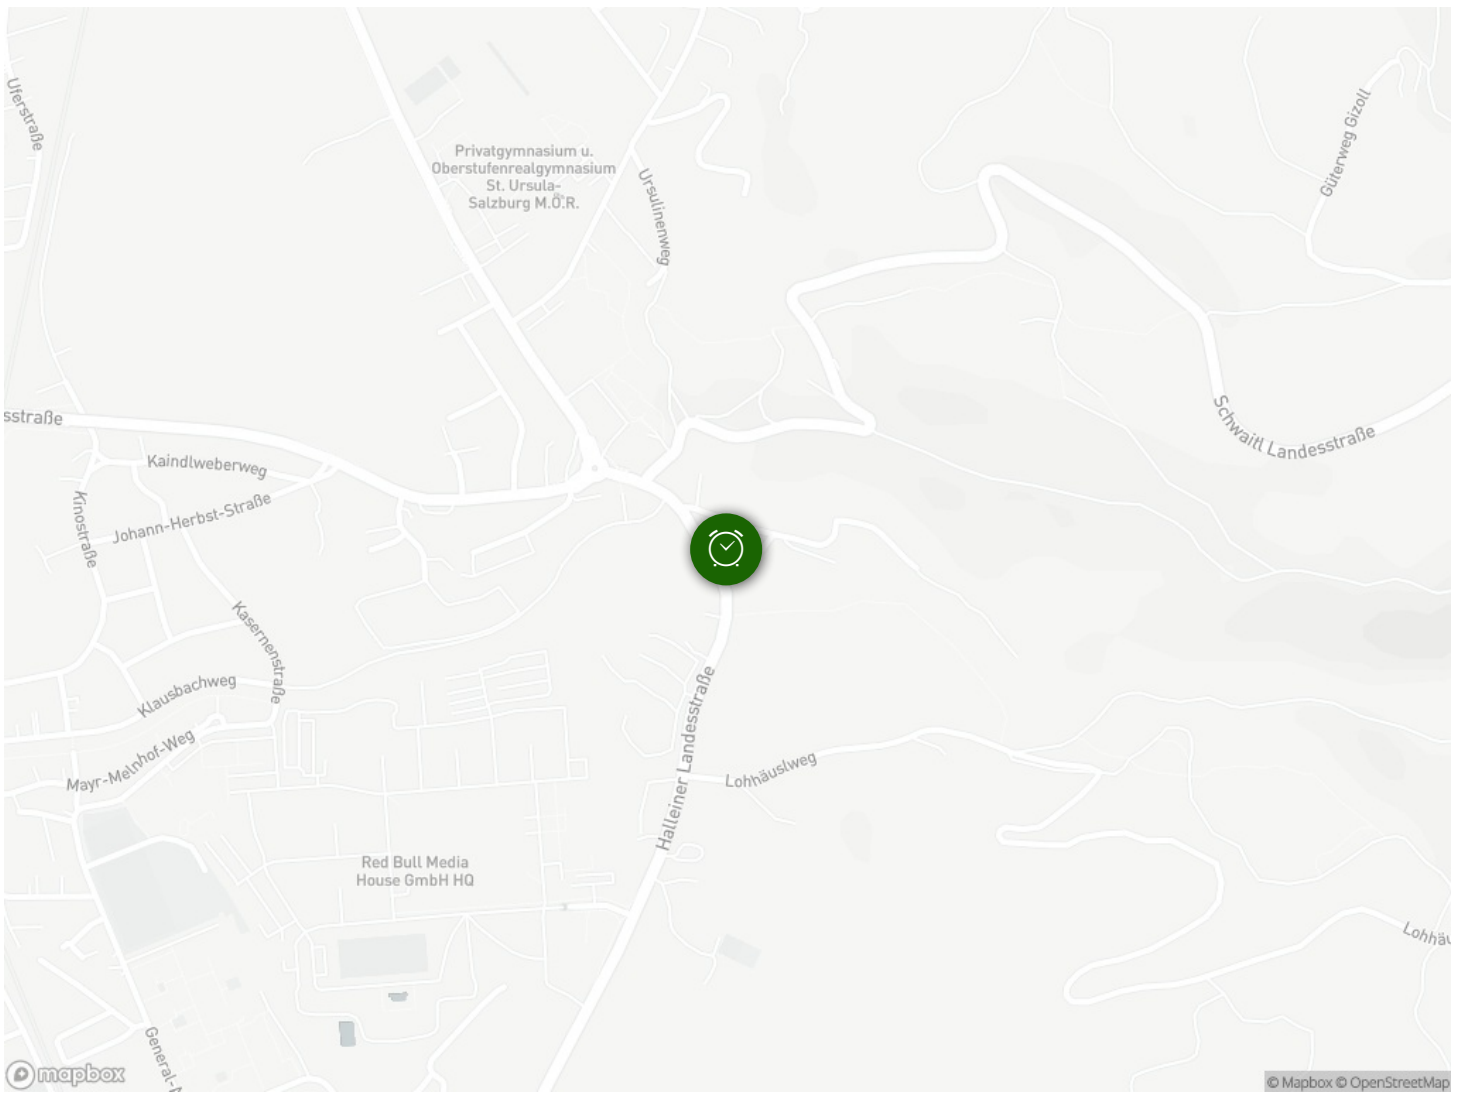 Uferstraße
Privatgymnasium u.
Oberstufenrealgymnasium
St. Ursula-
Salzburg M.Ö.R.
Ursulinenweg
Güterweg Gizoll
sstraße
Kaindlweberweg
Schwaitl Landesstraße
Kinostraße
Johann-Herbst-Straße
Kasernenstraße
Klausbachweg
Mayr-Melnhof-Weg
Halleiner Landesstraße
Lohhäuslweg
Red Bull Media
House GmbH HQ
Lohhäu
General-
mapbox
© Mapbox © OpenStreetMap